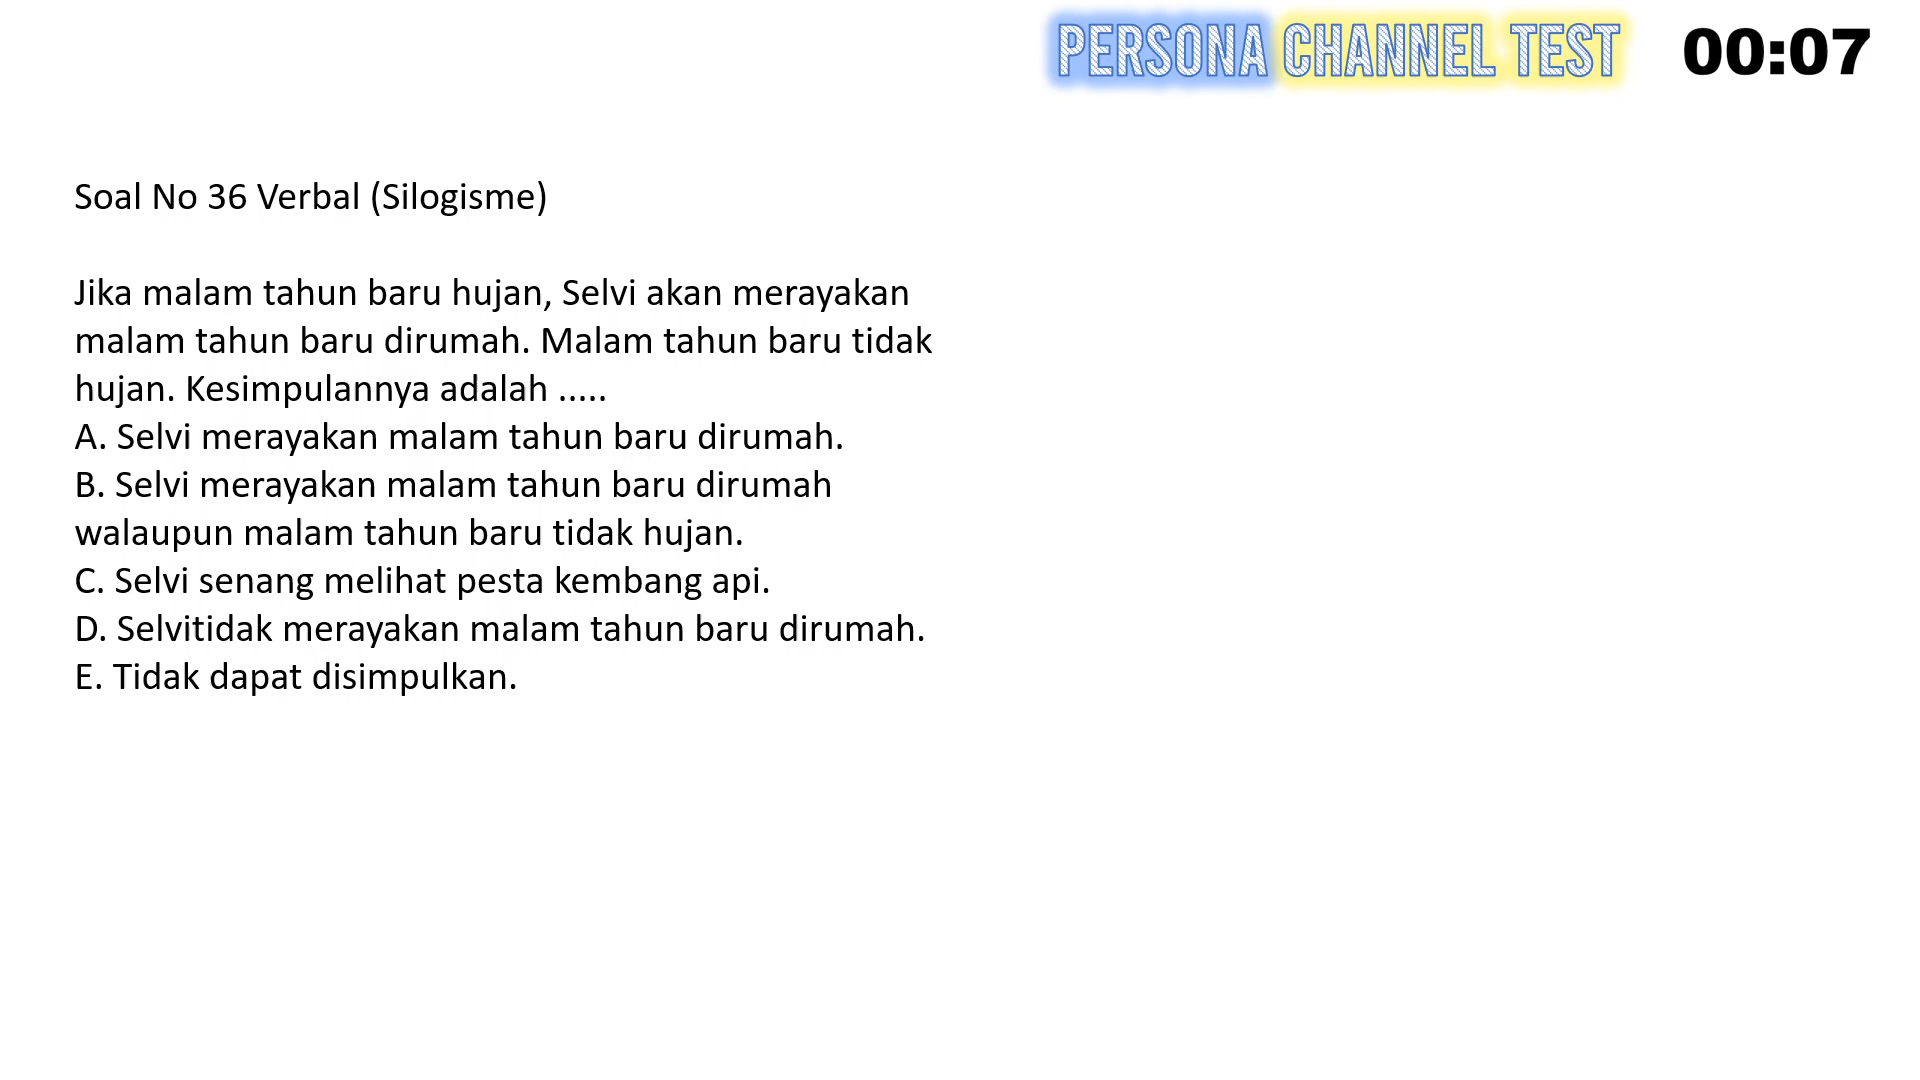 PERSONA CHANNEL TEST 00:07
Soal No 36 Verbal (Silogisme)
Jika malam tahun baru hujan, Selvi akan merayakan
malam tahun baru dirumah. Malam tahun baru tidak
hujan. Kesimpulannya adalah .....
A. Selvi merayakan malam tahun baru dirumah.
B. Selvi merayakan malam tahun baru dirumah
walaupun malam tahun baru tidak hujan.
C. Selvi senang melihat pesta kembang api.
D. Selvitidak merayakan malam tahun baru dirumah.
E. Tidak dapat disimpulkan.